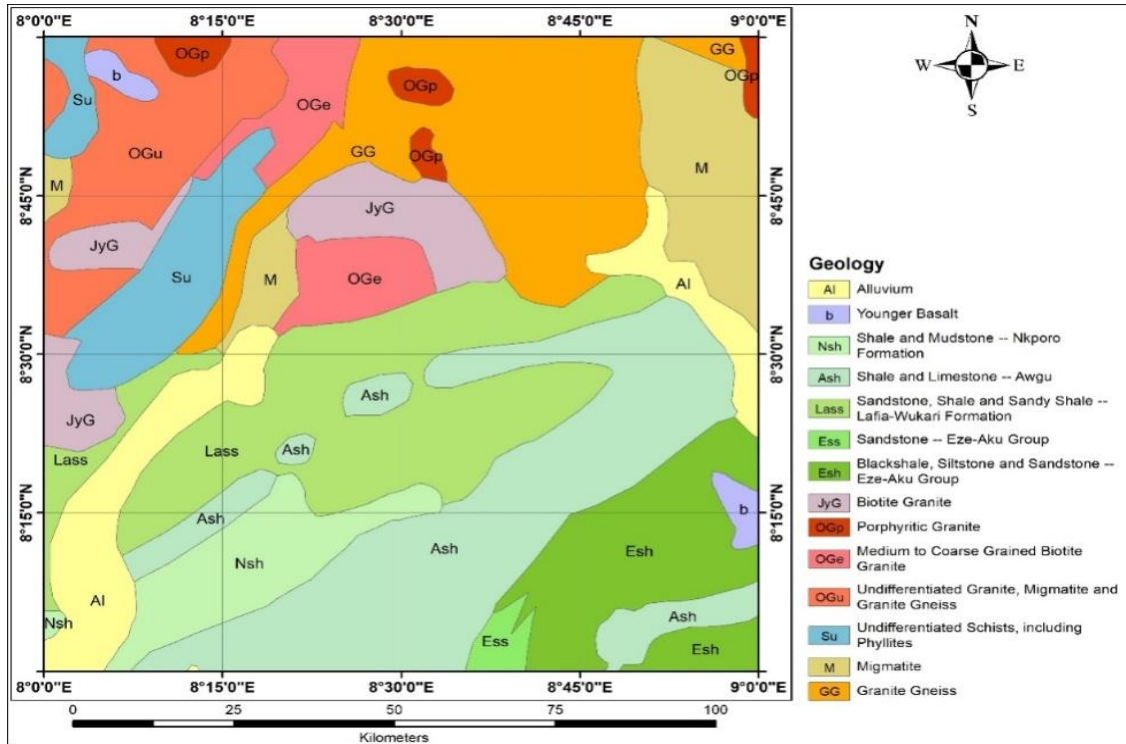 8°0'0"E 8°15'0"E 8°30'0"E 8°45'0"E 9°0'0"E
N
W E
S
OGp
GG
b
OGp
OGp
Su
OGe
OGu
GG
OGp
M
M
8°45'0"N
8°45'0"N
JyG
JyG
Su
M
OGe
Al
8°30'0"N
8°30'0"N
Ash
JyG
Lass
Lass
Ash
8°15'0"N
8°15'0"N
Ash
b
Nsh
Ash
Esh
Al
Nsh
Ess
Ash
Esh
8°0'0"E 8°15'0"E 8°30'0"E 8°45'0"E 9°0'0"E
0 25 50 75 100
Kilometers
Geology
Al Alluvium
b Younger Basalt
Nsh Shale and Mudstone -- Nkporo
Formation
Ash Shale and Limestone -- Awgu
Lass Sandstone, Shale and Sandy Shale --
Lafia-Wukari Formation
Ess Sandstone -- Eze-Aku Group
Esh Blackshale, Siltstone and Sandstone --
Eze-Aku Group
JyG Biotite Granite
OGp Porphyritic Granite
OGe Medium to Coarse Grained Biotite
Granite
OGu Undifferentiated Granite, Migmatite and
Granite Gneiss
Su Undifferentiated Schists, including
Phyllites
M Migmatite
GG Granite Gneiss